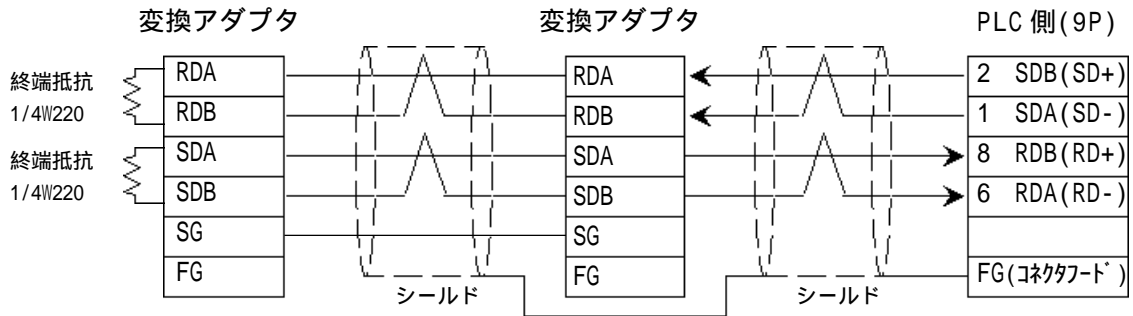 変換アダプタ 変換アダプタ PLC 側(9P)
終端抵抗
1/4W220
終端抵抗
1/4W220
RDA RDA 2 SDB(SD+)
RDB RDB 1 SDA(SD-)
SDA SDA 8 RDB(RD+)
SDB SDB 6 RDA(RD-)
SG SG
FG FG FG(ｺﾈｸﾀﾌｰﾄﾞ)
シールド シールド